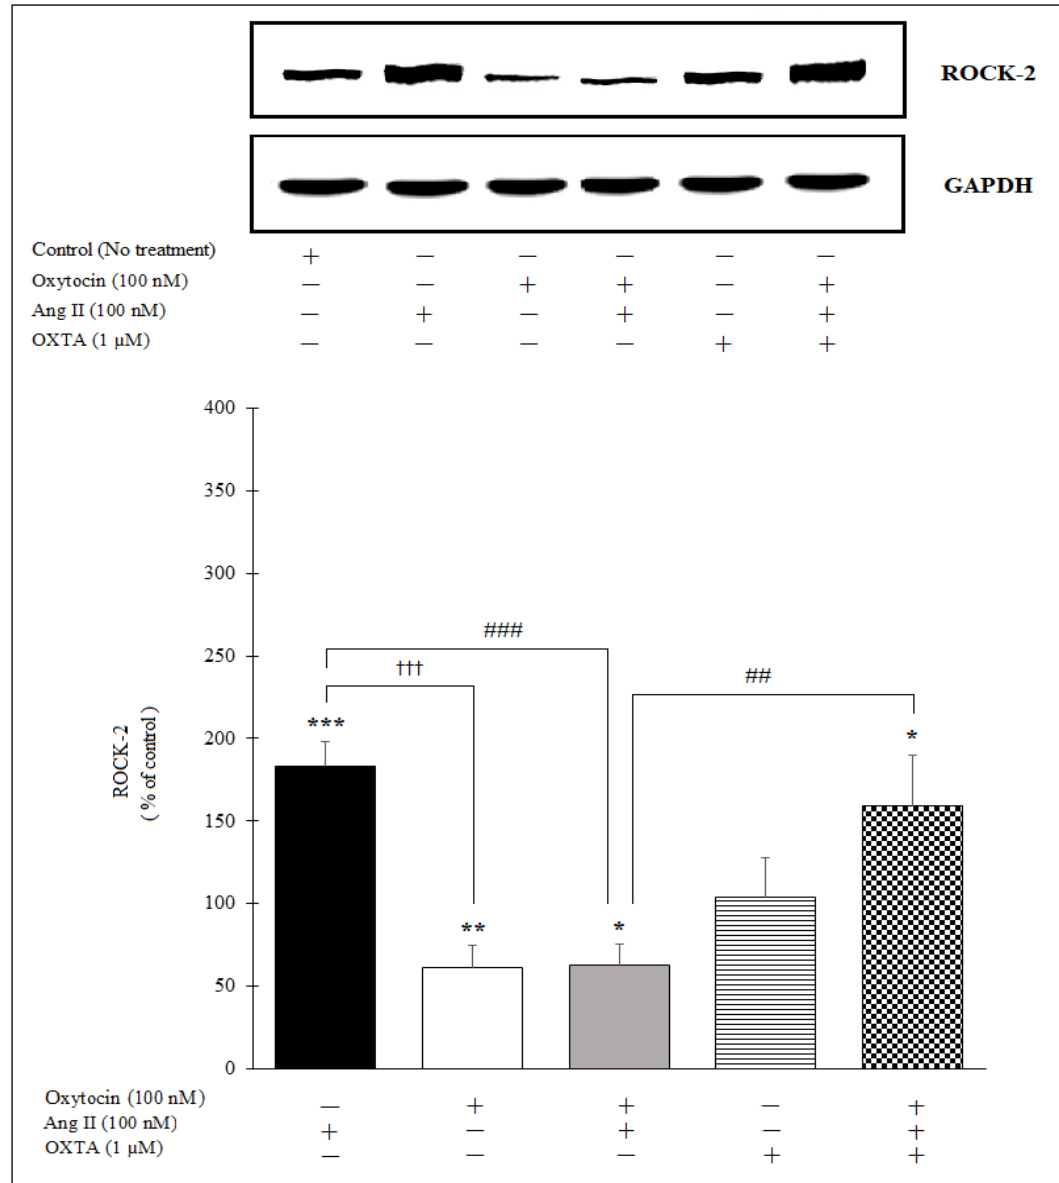 ROCK-2
GAPDH
Control (No treatment) + — — — — —
Oxytocin (100 nM) — — + + — +
Ang II (100 nM) — + — + — +
OXTA (1 µM) — — — — + +
400
350
300
250
200
150
100
50
0
ROCK-2
( % of control)
###
†††
##
***
**
*
*
Oxytocin (100 nM) — + + — +
Ang II (100 nM) + — + — +
OXTA (1 µM) — — — + +